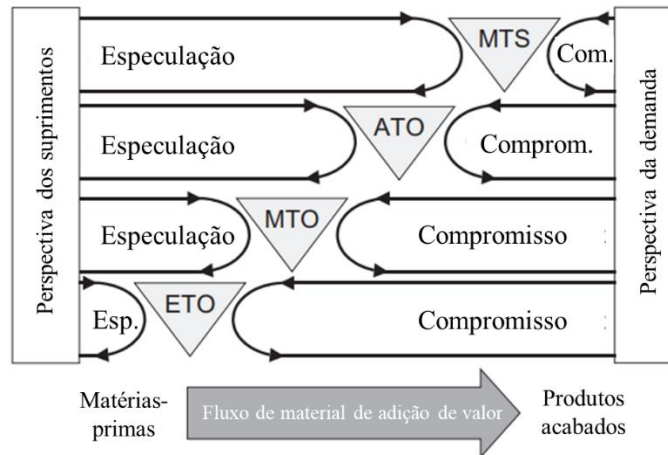 Perspectiva dos suprimentos
Especulação
MTS
Com.
Especulação
ATO
Comprom.
Especulação
MTO
Compromisso
Esp.
ETO
Compromisso
Perspectiva da demanda
Matérias-
primas
Fluxo de material de adição de valor
Produtos
acabados